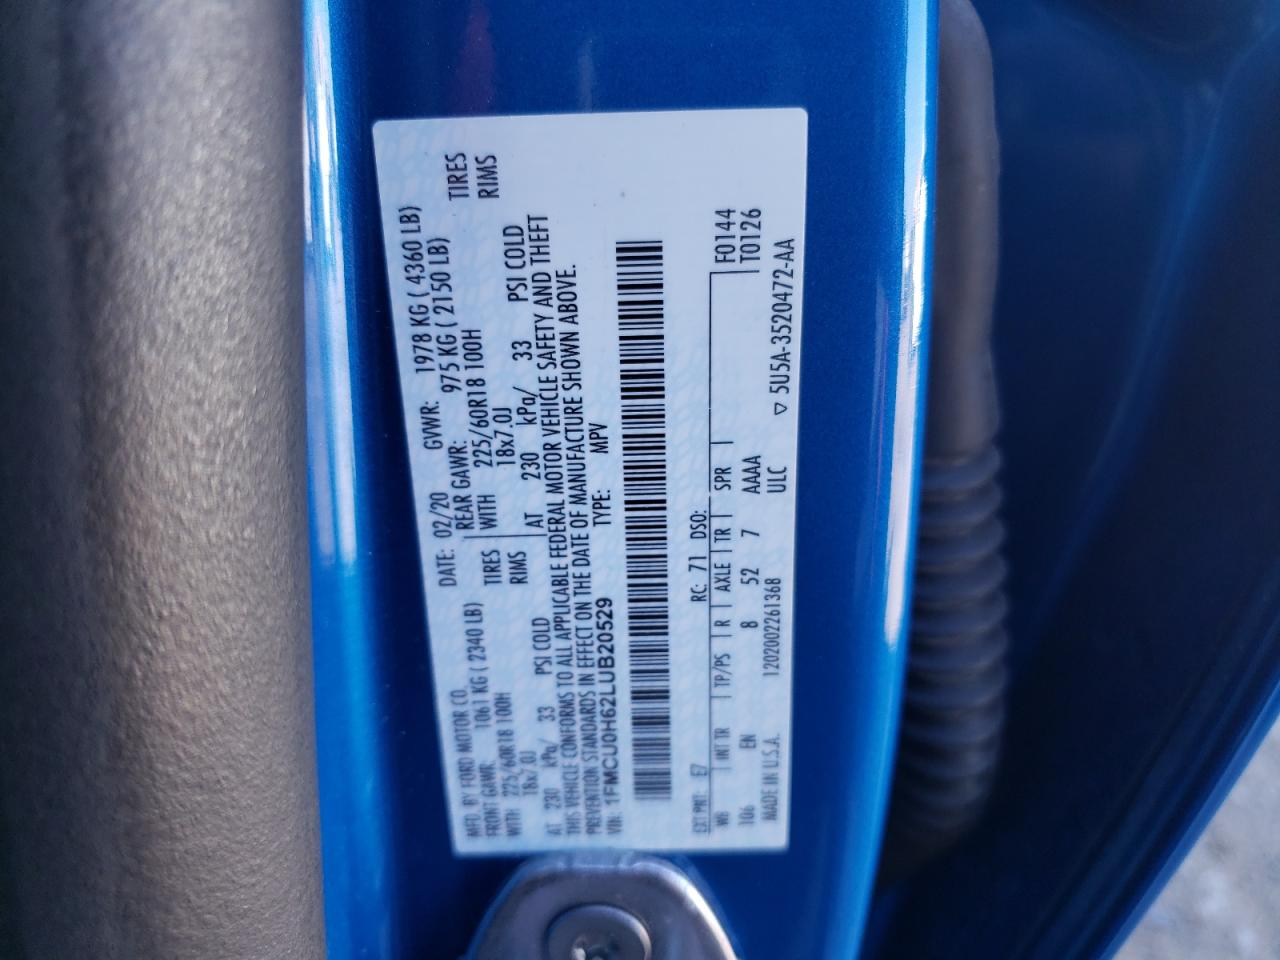 MFD. BY FORD MOTOR CO. DATE: 02/20 GVWR: 1978 KG ( 4360 LB)
FRONT GAWR: 1061 KG ( 2340 LB) REAR GAWR: 975 KG ( 2150 LB)
WITH 225/60R18 100H TIRES WITH 225/60R18 100H TIRES
18x7.0J RIMS 18x7.0J RIMS
AT 230 kPa/ 33 PSI COLD AT 230 kPa/ 33 PSI COLD
THIS VEHICLE CONFORMS TO ALL APPLICABLE FEDERAL MOTOR VEHICLE SAFETY AND THEFT
PREVENTION STANDARDS IN EFFECT ON THE DATE OF MANUFACTURE SHOWN ABOVE.
VIN: 1FMCU0H62LUB20529 TYPE: MPV
EXT PNT: E7 RC: 71 DSO: F0144
WB INT TR TP/PS R AXLE TR SPR T0126
106 EN 8 52 7 AAAA
MADE IN U.S.A. 1202002261368 ULC ▽ 5U5A-3520472-AA